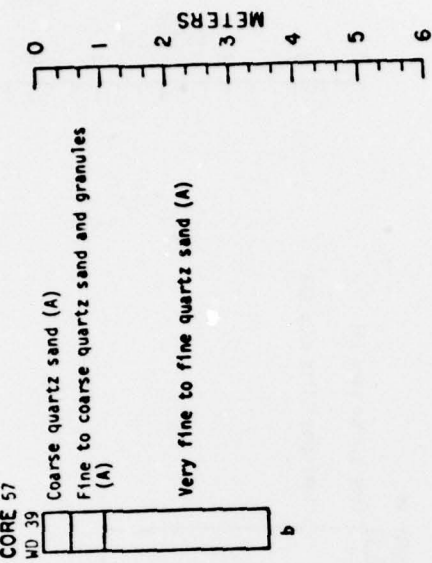 CORE 57
WD 39
Coarse quartz sand (A)
Fine to coarse quartz sand and granules
(A)
Very fine to fine quartz sand (A)
b
0
1
2
3
4
5
6
METERS